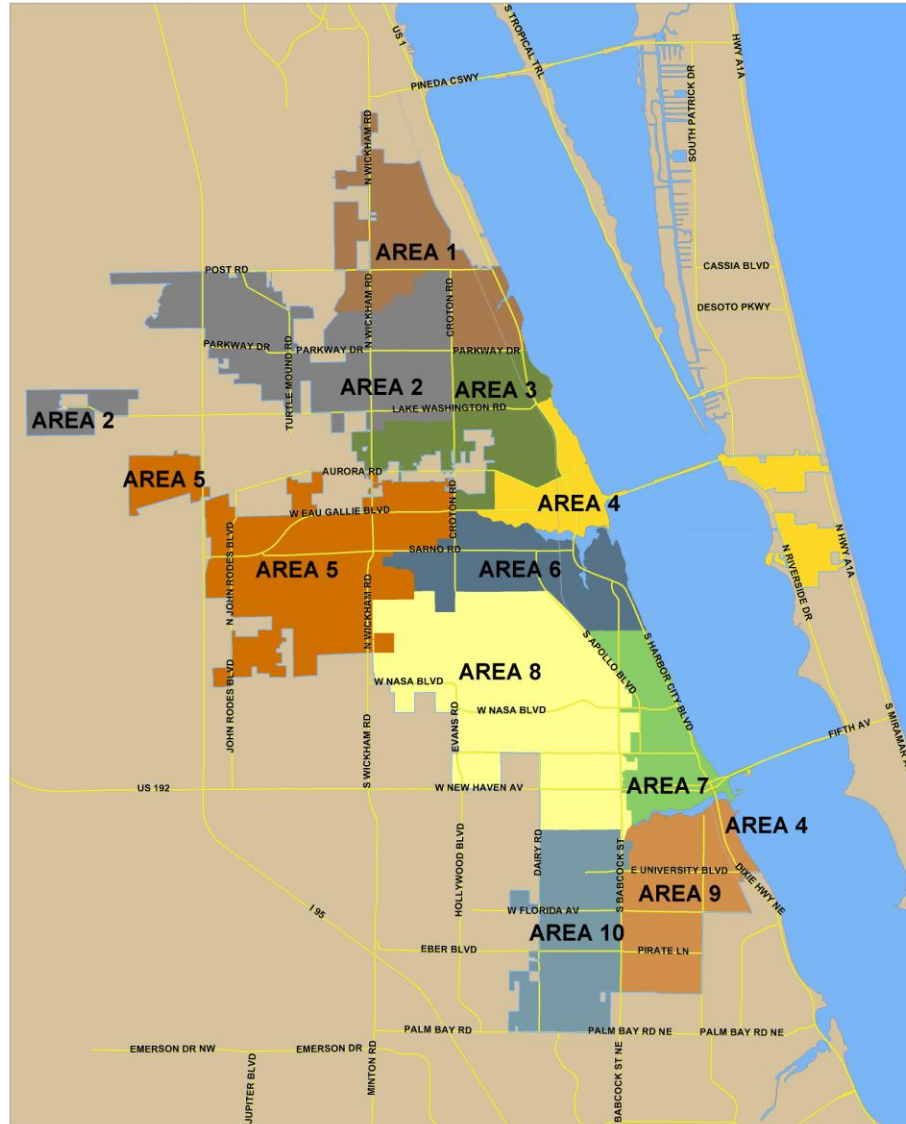 US 1
S TROPICAL TRL
HWY A1A
PINEDA CSWY
SOUTH PATRICK DR
N WICKHAM RD
AREA 1
POST RD
CASSIA BLVD
N WICKHAM RD
CROTON RD
DESOTO PKWY
PARKWAY DR
TURTLE MOUND RD
PARKWAY DR
PARKWAY DR
AREA 2
AREA 3
AREA 2
LAKE WASHINGTON RD
AREA 5
AURORA RD
AREA 4
W EAU GALLIE BLVD
CROTON RD
N HWY A1A
N JOHN RODES BLVD
SARNO RD
AREA 5
AREA 6
N RIVERSIDE DR
N WICKHAM RD
S APOLLO BLVD
S HARBOR CITY BLVD
AREA 8
W NASA BLVD
JOHN RODES BLVD
EVANS RD
W NASA BLVD
S WICKHAM RD
FIFTH AV
S MIRAMAR A
US 192
W NEW HAVEN AV
AREA 7
AREA 4
HOLLYWOOD BLVD
DAIRY RD
S BABCOCK ST
E UNIVERSITY BLVD
DIXIE HWY NE
AREA 9
I 95
W FLORIDA AV
AREA 10
EBER BLVD
PIRATE LN
PALM BAY RD
PALM BAY RD NE
PALM BAY RD NE
EMERSON DR NW
EMERSON DR
JUPITER BLVD
MINTON RD
BABCOCK ST NE